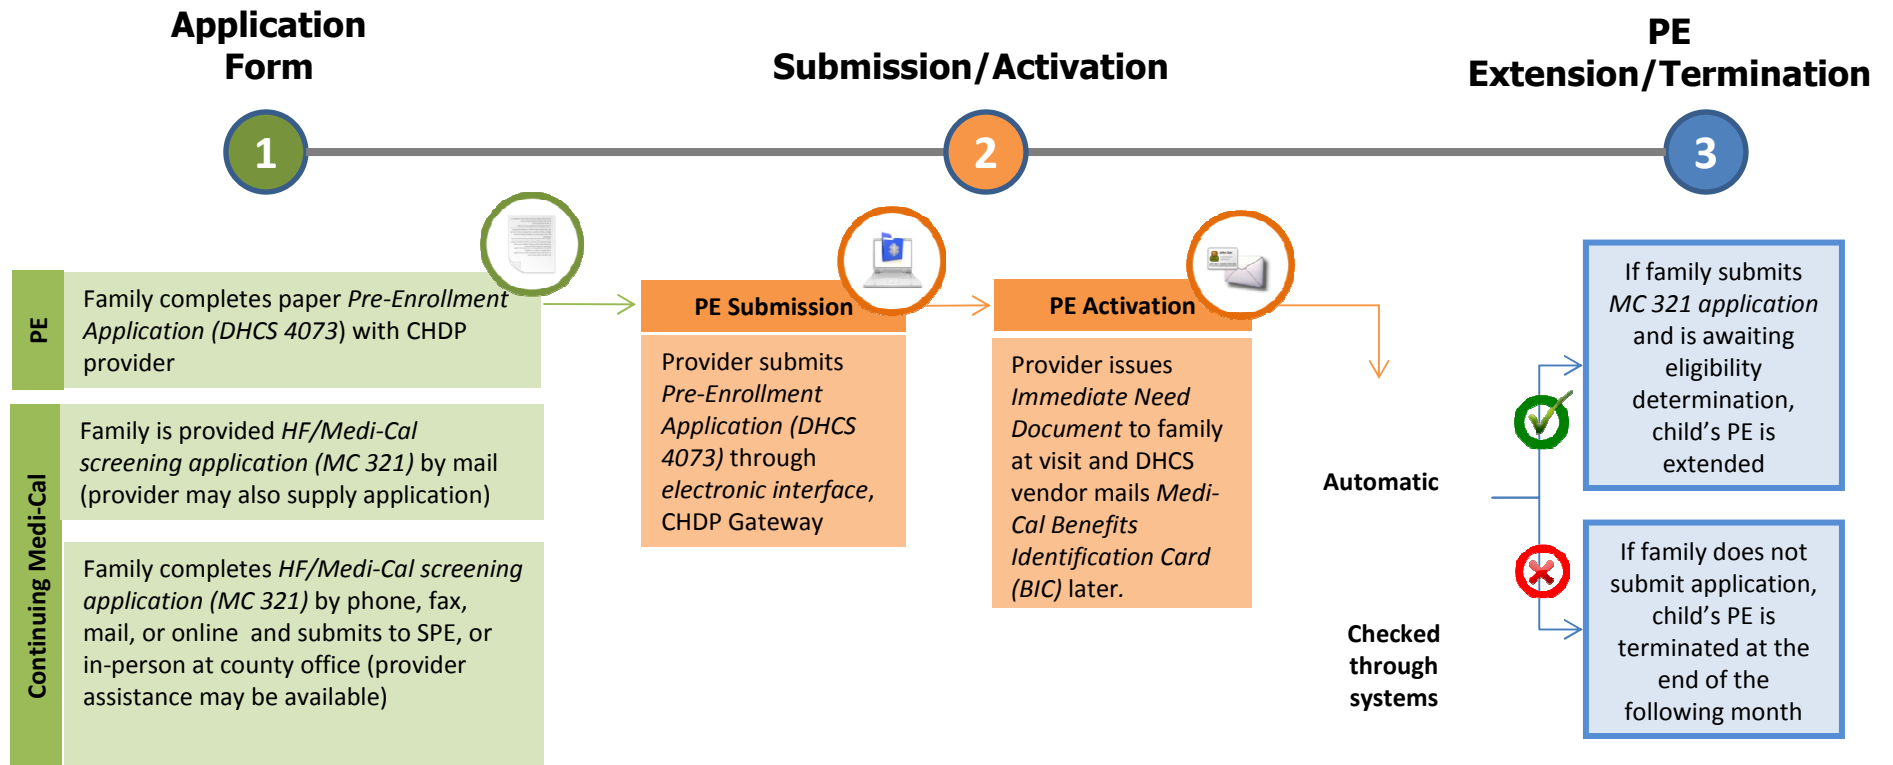 Application
Form
Submission/Activation
PE
Extension/Termination
1
2
3
PE
Family completes paper Pre-Enrollment
Application (DHCS 4073) with CHDP
provider
Continuing Medi-Cal
Family is provided HF/Medi-Cal
screening application (MC 321) by mail
(provider may also supply application)
Family completes HF/Medi-Cal screening
application (MC 321) by phone, fax,
mail, or online and submits to SPE, or
in-person at county office (provider
assistance may be available)
PE Submission
Provider submits
Pre-Enrollment
Application (DHCS
4073) through
electronic interface,
CHDP Gateway
PE Activation
Provider issues
Immediate Need
Document to family
at visit and DHCS
vendor mails Medi-
Cal Benefits
Identification Card
(BIC) later.
Automatic
Checked
through
systems
If family submits
MC 321 application
and is awaiting
eligibility
determination,
child’s PE is
extended
If family does not
submit application,
child’s PE is
terminated at the
end of the
following month